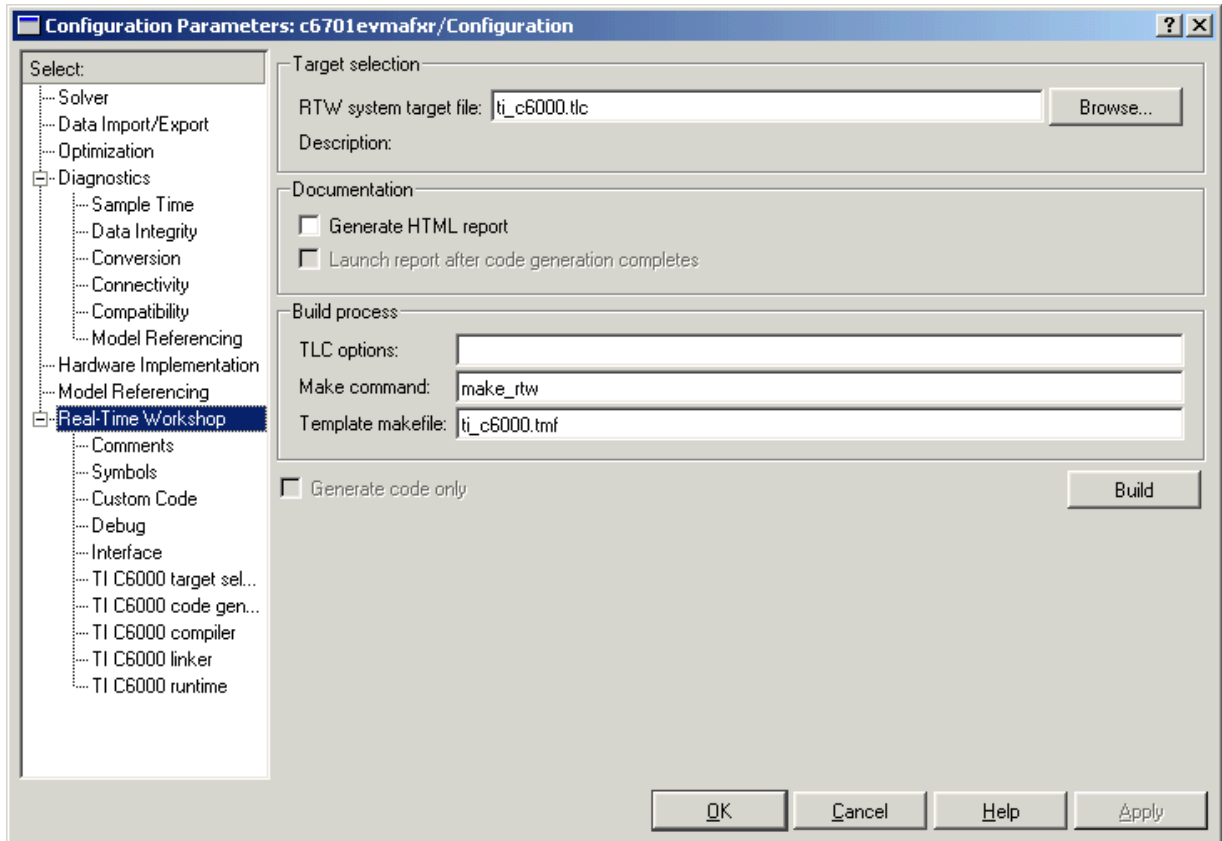 Configuration Parameters: c6701evmafxr/Configuration
Select:
Solver
Data Import/Export
Optimization
Diagnostics
Sample Time
Data Integrity
Conversion
Connectivity
Compatibility
Model Referencing
Hardware Implementation
Model Referencing
Real-Time Workshop
Comments
Symbols
Custom Code
Debug
Interface
TI C6000 target sel...
TI C6000 code gen...
TI C6000 compiler
TI C6000 linker
TI C6000 runtime
Target selection
RTW system target file: ti_c6000.tlc Browse...
Description:
Documentation
Generate HTML report
Launch report after code generation completes
Build process
TLC options:
Make command: make_rtw
Template makefile: ti_c6000.tmf
Generate code only Build
OK Cancel Help Apply